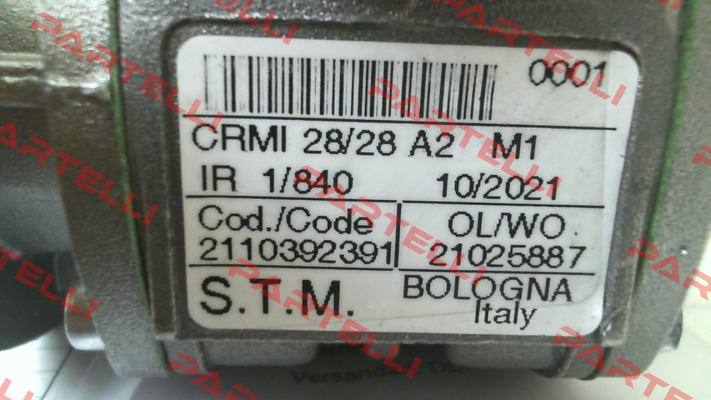 0001
CRMI 28/28 A2 M1
IR 1/840 10/2021
Cod./Code OL/WO.
2110392391 21025887
S.T.M. BOLOGNA
Italy
PARTELLI
PARTELLI
PARTELLI
PARTELLI
PARTELLI